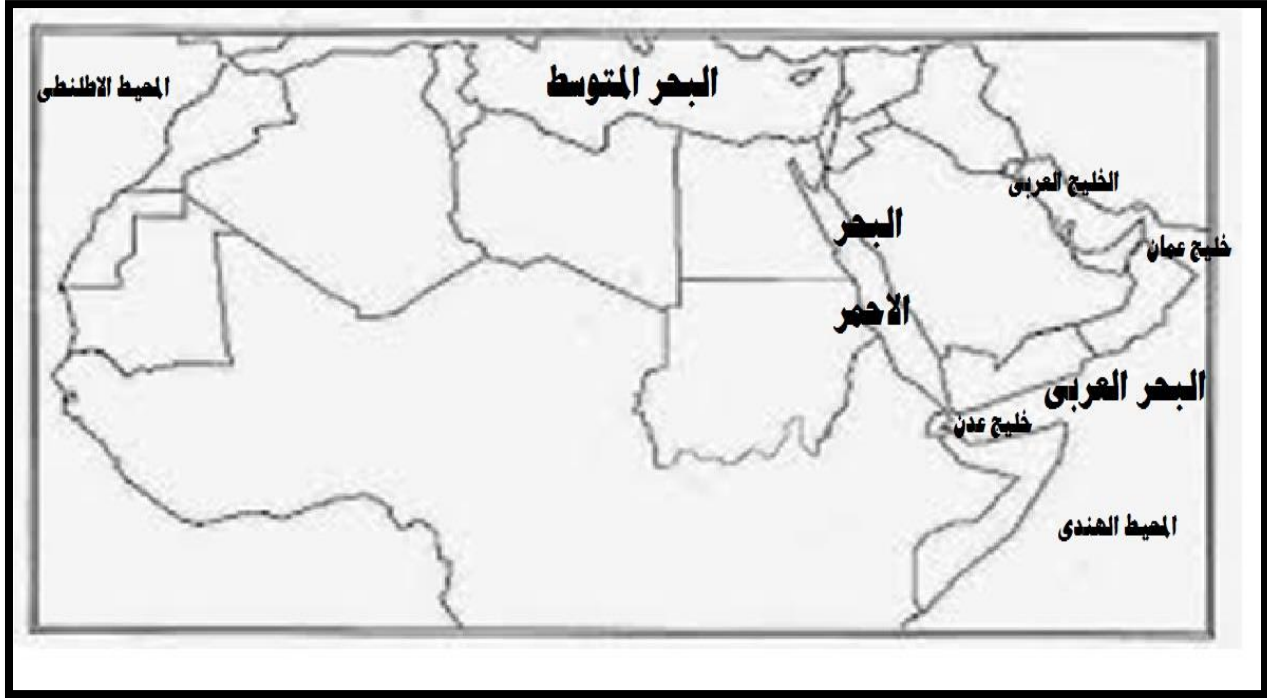 المحيط الاطلنطى
البحر المتوسط
الخليج العربى
البحر
خليج عمان
الاحمر
البحر العربى
خليج عدن
المحيط الهندى